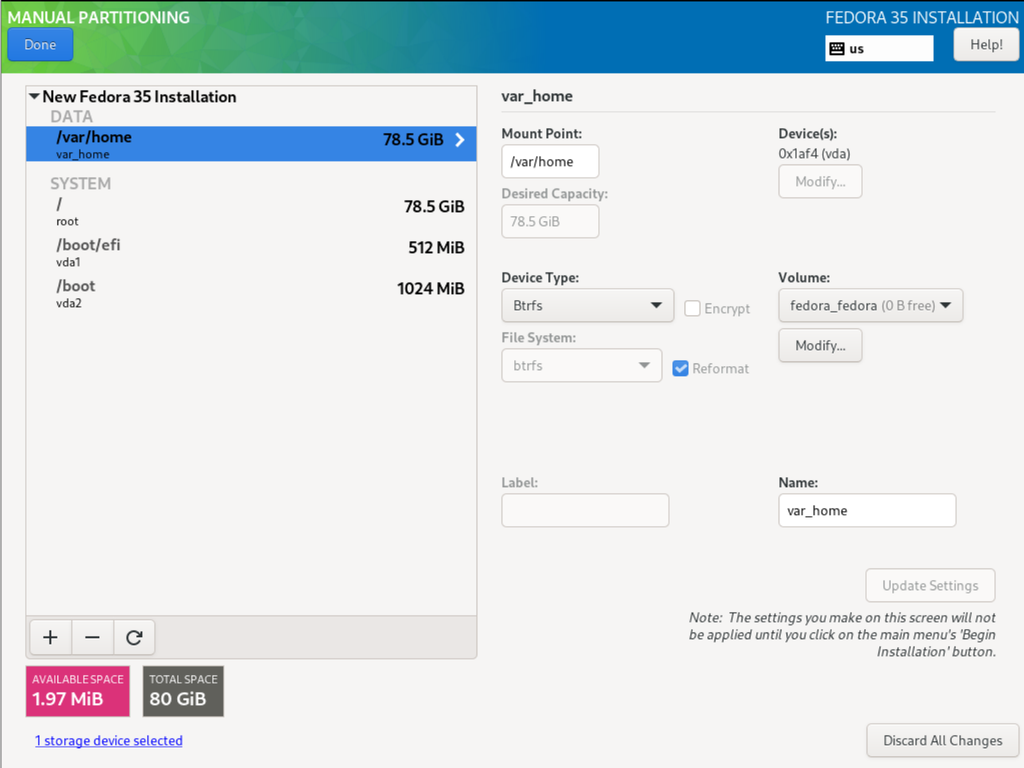 MANUAL PARTITIONING
FEDORA 35 INSTALLATION
Done
us
Help!
New Fedora 35 Installation
DATA
/var/home
var_home
78.5 GiB
SYSTEM
/
root
78.5 GiB
/boot/efi
vda1
512 MiB
/boot
vda2
1024 MiB
AVAILABLE SPACE
1.97 MiB
TOTAL SPACE
80 GiB
1 storage device selected
var_home
Mount Point:
/var/home
Device(s):
0x1af4 (vda)
Modify...
Desired Capacity:
78.5 GiB
Device Type:
Btrfs
Encrypt
Volume:
fedora_fedora (0 B free)
Modify...
File System:
btrfs
Reformat
Label:
Name:
var_home
Update Settings
Note: The settings you make on this screen will not
be applied until you click on the main menu's 'Begin
Installation' button.
Discard All Changes